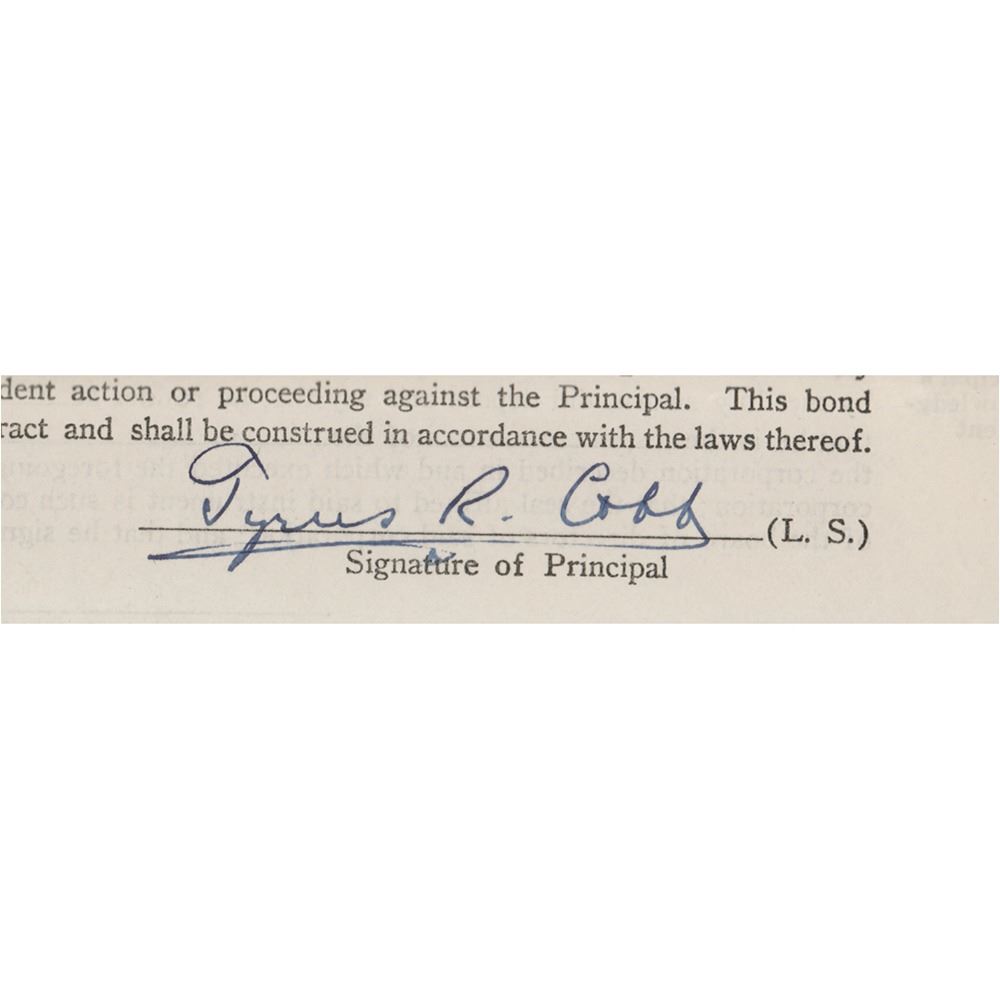 dent action or proceeding against the Principal. This bond
ract and shall be construed in accordance with the laws thereof.
Tyrus R. Cobb (L. S.)
Signature of Principal